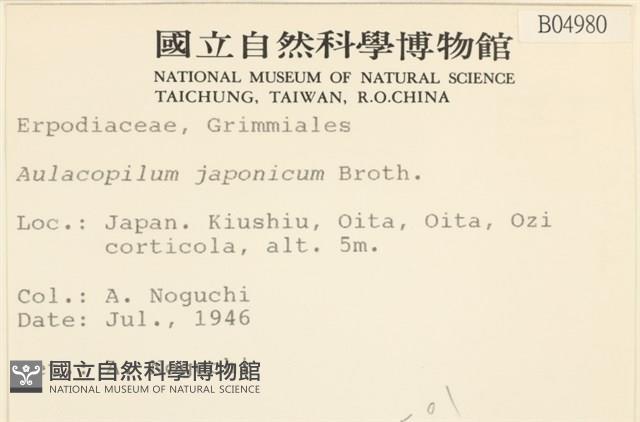 B04980
國立自然科學博物館
NATIONAL MUSEUM OF NATURAL SCIENCE
TAICHUNG, TAIWAN, R.O.CHINA
Erpodiaceae, Grimmiales
Aulacopilum japonicum Broth.
Loc.: Japan. Kiushiu, Oita, Oita, Ozi
corticola, alt. 5m.
Col.: A. Noguchi
Date: Jul., 1946
國立自然科學博物館
NATIONAL MUSEUM OF NATURAL SCIENCE